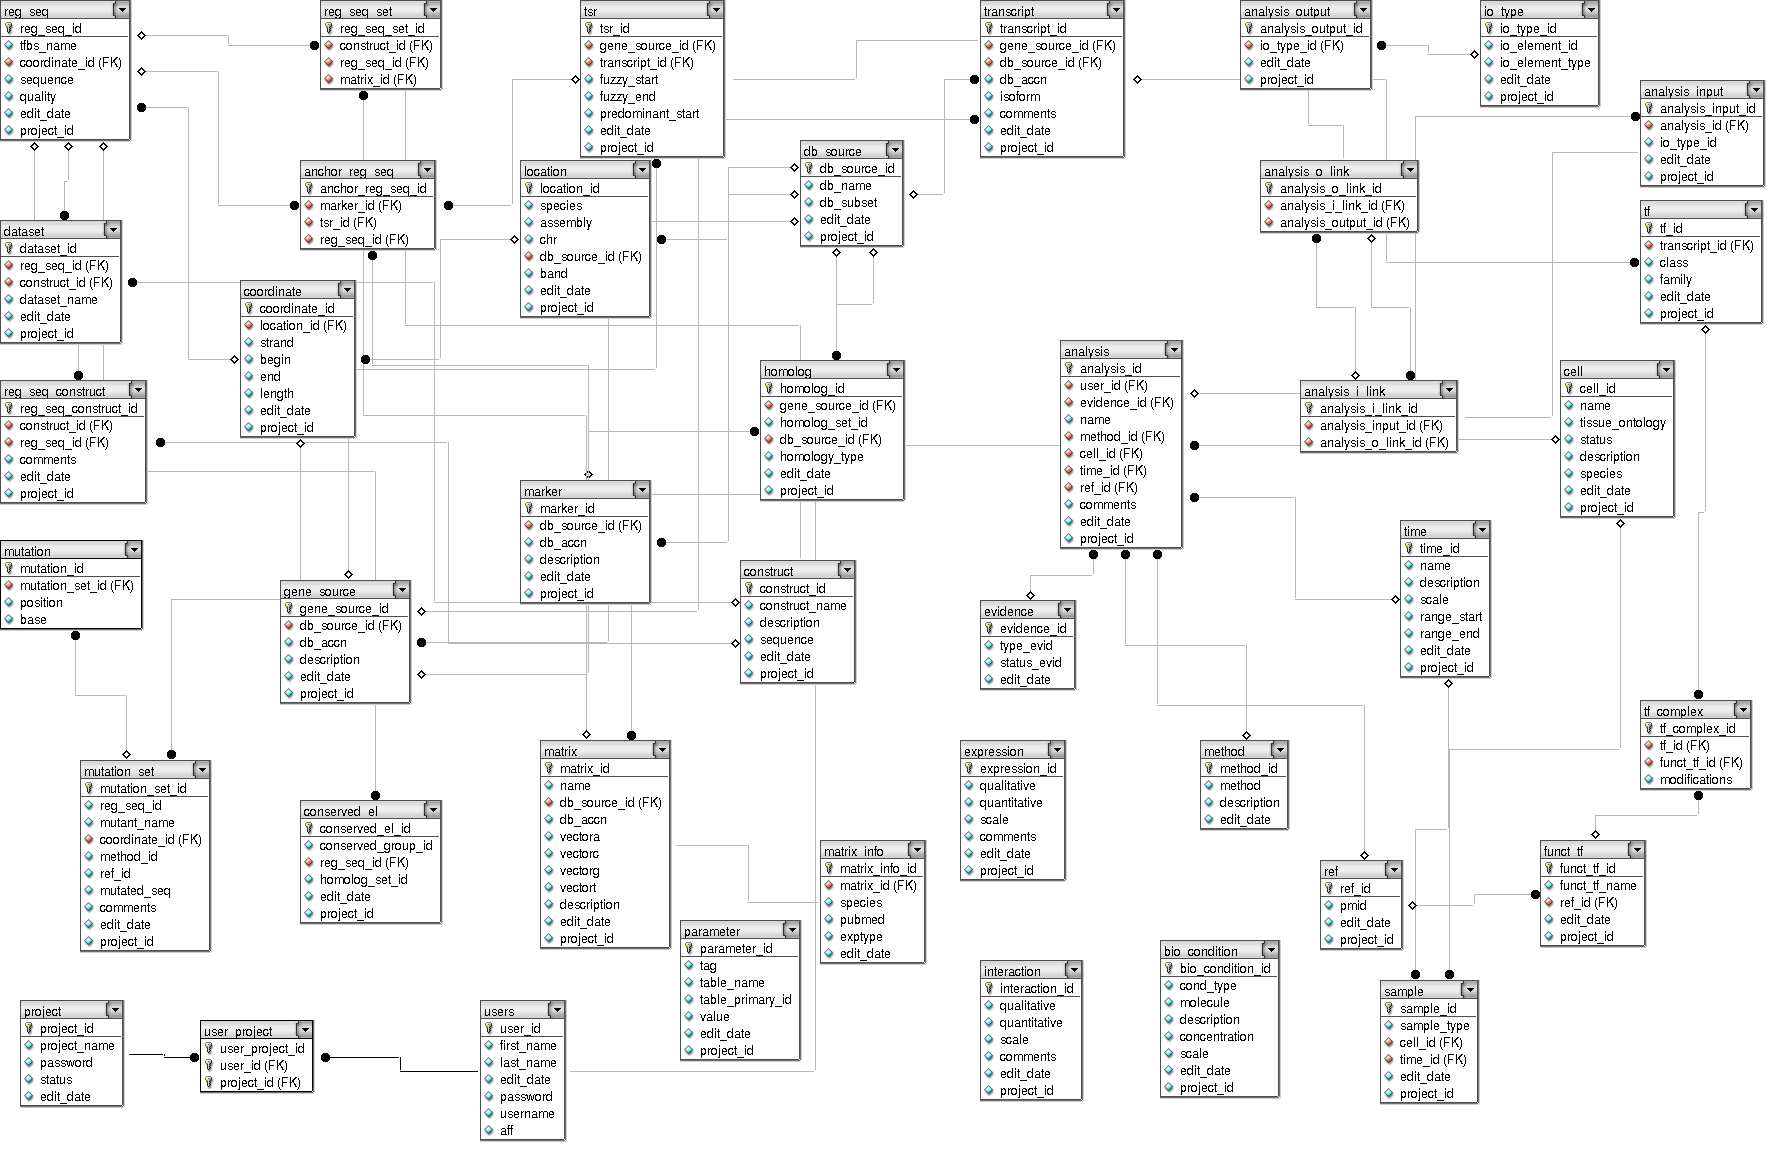 reg_seq
reg_seq_id
tfbs_name
coordinate_id (FK)
sequence
quality
edit_date
project_id
reg_seq_set
reg_seq_set_id
construct_id (FK)
reg_seq_id (FK)
matrix_id (FK)
tsr
tsr_id
gene_source_id (FK)
transcript_id (FK)
fuzzy_start
fuzzy_end
predominant_start
edit_date
project_id
transcript
transcript_id
gene_source_id (FK)
db_source_id (FK)
db_accn
isoform
comments
edit_date
project_id
analysis_output
analysis_output_id
io_type_id (FK)
edit_date
project_id
io_type
io_type_id
io_element_id
io_element_type
edit_date
project_id
analysis_input
analysis_input_id
analysis_id (FK)
io_type_id
edit_date
project_id
anchor_reg_seq
anchor_reg_seq_id
marker_id (FK)
tsr_id (FK)
reg_seq_id (FK)
location
location_id
species
assembly
chr
db_source_id (FK)
band
edit_date
project_id
db_source
db_source_id
db_name
db_subset
edit_date
project_id
analysis_o_link
analysis_o_link_id
analysis_i_link_id (FK)
analysis_output_id (FK)
tf
tf_id
transcript_id (FK)
class
family
edit_date
project_id
dataset
dataset_id
reg_seq_id (FK)
construct_id (FK)
dataset_name
edit_date
project_id
coordinate
coordinate_id
location_id (FK)
strand
begin
end
length
edit_date
project_id
homolog
homolog_id
gene_source_id (FK)
homolog_set_id
db_source_id (FK)
homology_type
edit_date
project_id
analysis
analysis_id
user_id (FK)
evidence_id (FK)
name
method_id (FK)
cell_id (FK)
time_id (FK)
ref_id (FK)
comments
edit_date
project_id
analysis_i_link
analysis_i_link_id
analysis_input_id (FK)
analysis_o_link_id (FK)
cell
cell_id
name
tissue_ontology
status
description
species
edit_date
project_id
reg_seq_construct
reg_seq_construct_id
construct_id (FK)
reg_seq_id (FK)
comments
edit_date
project_id
marker
marker_id
db_source_id (FK)
db_accn
description
edit_date
project_id
time
time_id
name
description
scale
range_start
range_end
edit_date
project_id
mutation
mutation_id
mutation_set_id (FK)
position
base
gene_source
gene_source_id
db_source_id (FK)
db_accn
description
edit_date
project_id
construct
construct_id
construct_name
description
sequence
edit_date
project_id
evidence
evidence_id
type_evid
status_evid
edit_date
tf_complex
tf_complex_id
tf_id (FK)
funct_tf_id (FK)
modifications
mutation_set
mutation_set_id
reg_seq_id
mutant_name
coordinate_id (FK)
method_id
ref_id
mutated_seq
comments
edit_date
project_id
conserved_el
conserved_el_id
conserved_group_id
reg_seq_id (FK)
homolog_set_id
edit_date
project_id
matrix
matrix_id
name
db_source_id (FK)
db_accn
vectora
vectorc
vectorg
vectort
description
edit_date
project_id
expression
expression_id
qualitative
quantitative
scale
comments
edit_date
project_id
method
method_id
method
description
edit_date
matrix_info
matrix_info_id
matrix_id (FK)
species
pubmed
exptype
edit_date
funct_tf
funct_tf_id
funct_tf_name
ref_id (FK)
edit_date
project_id
ref
ref_id
pmid
edit_date
project_id
parameter
parameter_id
tag
table_name
table_primary_id
value
edit_date
project_id
interaction
interaction_id
qualitative
quantitative
scale
comments
edit_date
project_id
bio_condition
bio_condition_id
cond_type
molecule
description
concentration
scale
edit_date
project_id
sample
sample_id
sample_type
cell_id (FK)
time_id (FK)
edit_date
project_id
project
project_id
project_name
password
status
edit_date
user_project
user_project_id
user_id (FK)
project_id (FK)
users
user_id
first_name
last_name
edit_date
password
username
aff